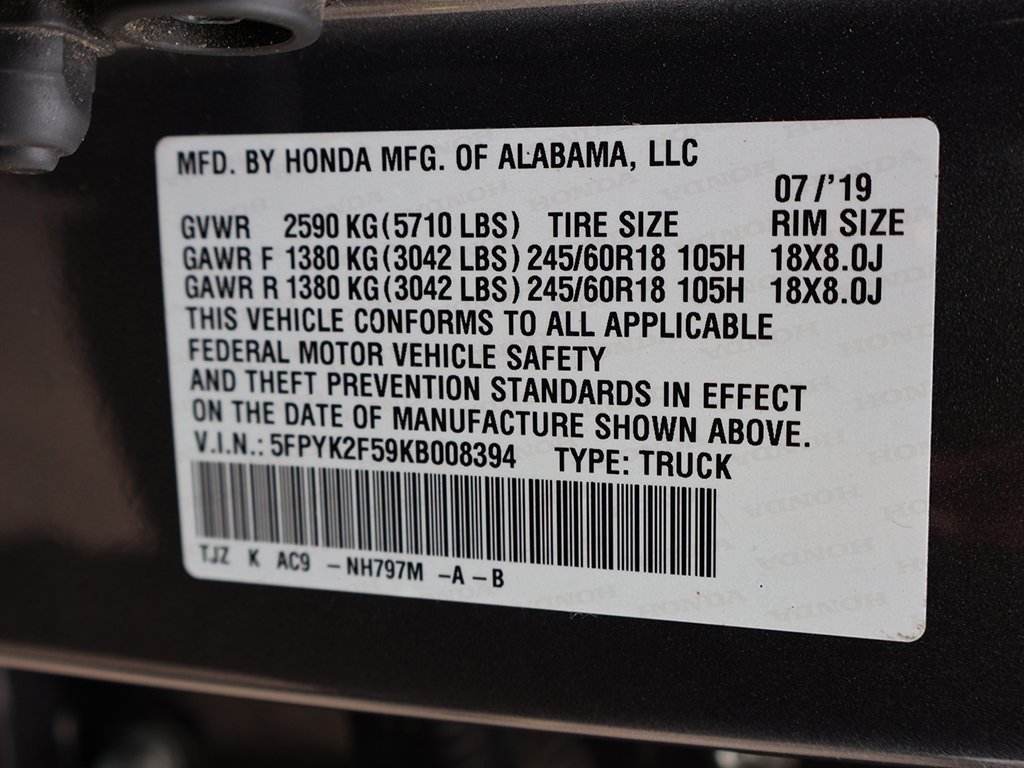 MFD. BY HONDA MFG. OF ALABAMA, LLC
07/'19
GVWR 2590 KG(5710 LBS) TIRE SIZE RIM SIZE
GAWR F 1380 KG(3042 LBS) 245/60R18 105H 18X8.0J
GAWR R 1380 KG(3042 LBS) 245/60R18 105H 18X8.0J
THIS VEHICLE CONFORMS TO ALL APPLICABLE
FEDERAL MOTOR VEHICLE SAFETY
AND THEFT PREVENTION STANDARDS IN EFFECT
ON THE DATE OF MANUFACTURE SHOWN ABOVE.
V.I.N.: 5FPYK2F59KB008394 TYPE: TRUCK
TJZ K AC9 -NH797M -A-B